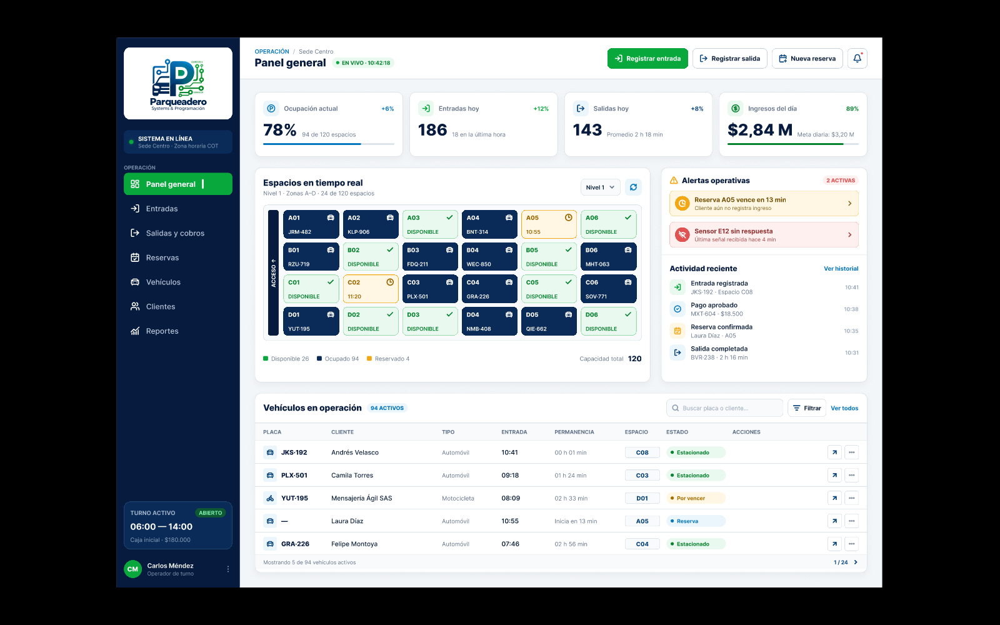 Parqueadero
Systems & Programación
SISTEMA EN LÍNEA
Sede Centro · Zona horaria COT
OPERACIÓN
Panel general
Entradas
Salidas y cobros
Reservas
Vehículos
Clientes
Reportes
TURNO ACTIVO ABIERTO
06:00 — 14:00
Caja inicial · $180.000
CM Carlos Méndez
Operador de turno
OPERACIÓN / Sede Centro
Panel general EN VIVO · 10:42:18
Registrar entrada
Registrar salida
Nueva reserva
Ocupación actual +6%
78% 94 de 120 espacios
Entradas hoy +12%
186 18 en la última hora
Salidas hoy +8%
143 Promedio 2 h 18 min
Ingresos del día 89%
$2,84 M Meta diaria: $3,20 M
Espacios en tiempo real
Nivel 1 · Zonas A–D · 24 de 120 espacios
Nivel 1
ACCESO →
A01 A02 A03 A04 A05 A06
JRM·482 KLP·906 DISPONIBLE BNT·314 10:55 DISPONIBLE
B01 B02 B03 B04 B05 B06
RZU·719 DISPONIBLE FDQ·211 WEC·850 DISPONIBLE MHT·063
C01 C02 C03 C04 C05 C06
DISPONIBLE 11:20 PLX·501 GRA·226 DISPONIBLE SOV·771
D01 D02 D03 D04 D05 D06
YUT·195 DISPONIBLE DISPONIBLE NMB·408 QIE·662 DISPONIBLE
Disponible 26 Ocupado 94 Reservado 4 Capacidad total 120
Alertas operativas 2 ACTIVAS
Reserva A05 vence en 13 min
Cliente aún no registra ingreso
Sensor E12 sin respuesta
Última señal recibida hace 4 min
Actividad reciente Ver historial
Entrada registrada
JKS·192 · Espacio C08 10:41
Pago aprobado
MXT·604 · $18.500 10:38
Reserva confirmada
Laura Díaz · A05 10:35
Salida completada
BVR·238 · 2 h 16 min 10:31
Vehículos en operación 94 ACTIVOS
Buscar placa o cliente... Filtrar Ver todos
PLACA CLIENTE TIPO ENTRADA PERMANENCIA ESPACIO ESTADO ACCIONES
JKS·192 Andrés Velasco Automóvil 10:41 00 h 01 min C08 Estacionado
PLX·501 Camila Torres Automóvil 09:18 01 h 24 min C03 Estacionado
YUT·195 Mensajería Ágil SAS Motocicleta 08:09 02 h 33 min D01 Por vencer
— Laura Díaz Automóvil 10:55 Inicia en 13 min A05 Reserva
GRA·226 Felipe Montoya Automóvil 07:46 02 h 56 min C04 Estacionado
Mostrando 5 de 94 vehículos activos 1 / 24